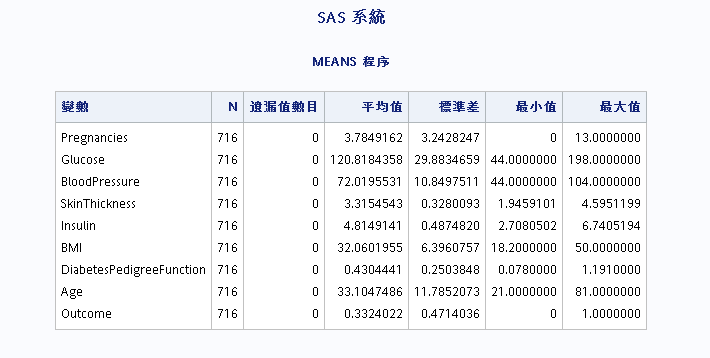 SAS 系統
MEANS 程序
變數 N 遺漏值數目 平均值 標準差 最小值 最大值
Pregnancies 716 0 3.7849162 3.2428247 0 13.0000000
Glucose 716 0 120.8184358 29.8834659 44.0000000 198.0000000
BloodPressure 716 0 72.0195531 10.8497511 44.0000000 104.0000000
SkinThickness 716 0 3.3154543 0.3280093 1.9459101 4.5951199
Insulin 716 0 4.8149141 0.4874820 2.7080502 6.7405194
BMI 716 0 32.0601955 6.3960757 18.2000000 50.0000000
DiabetesPedigreeFunction 716 0 0.4304441 0.2503848 0.0780000 1.1910000
Age 716 0 33.1047486 11.7852073 21.0000000 81.0000000
Outcome 716 0 0.3324022 0.4714036 0 1.0000000